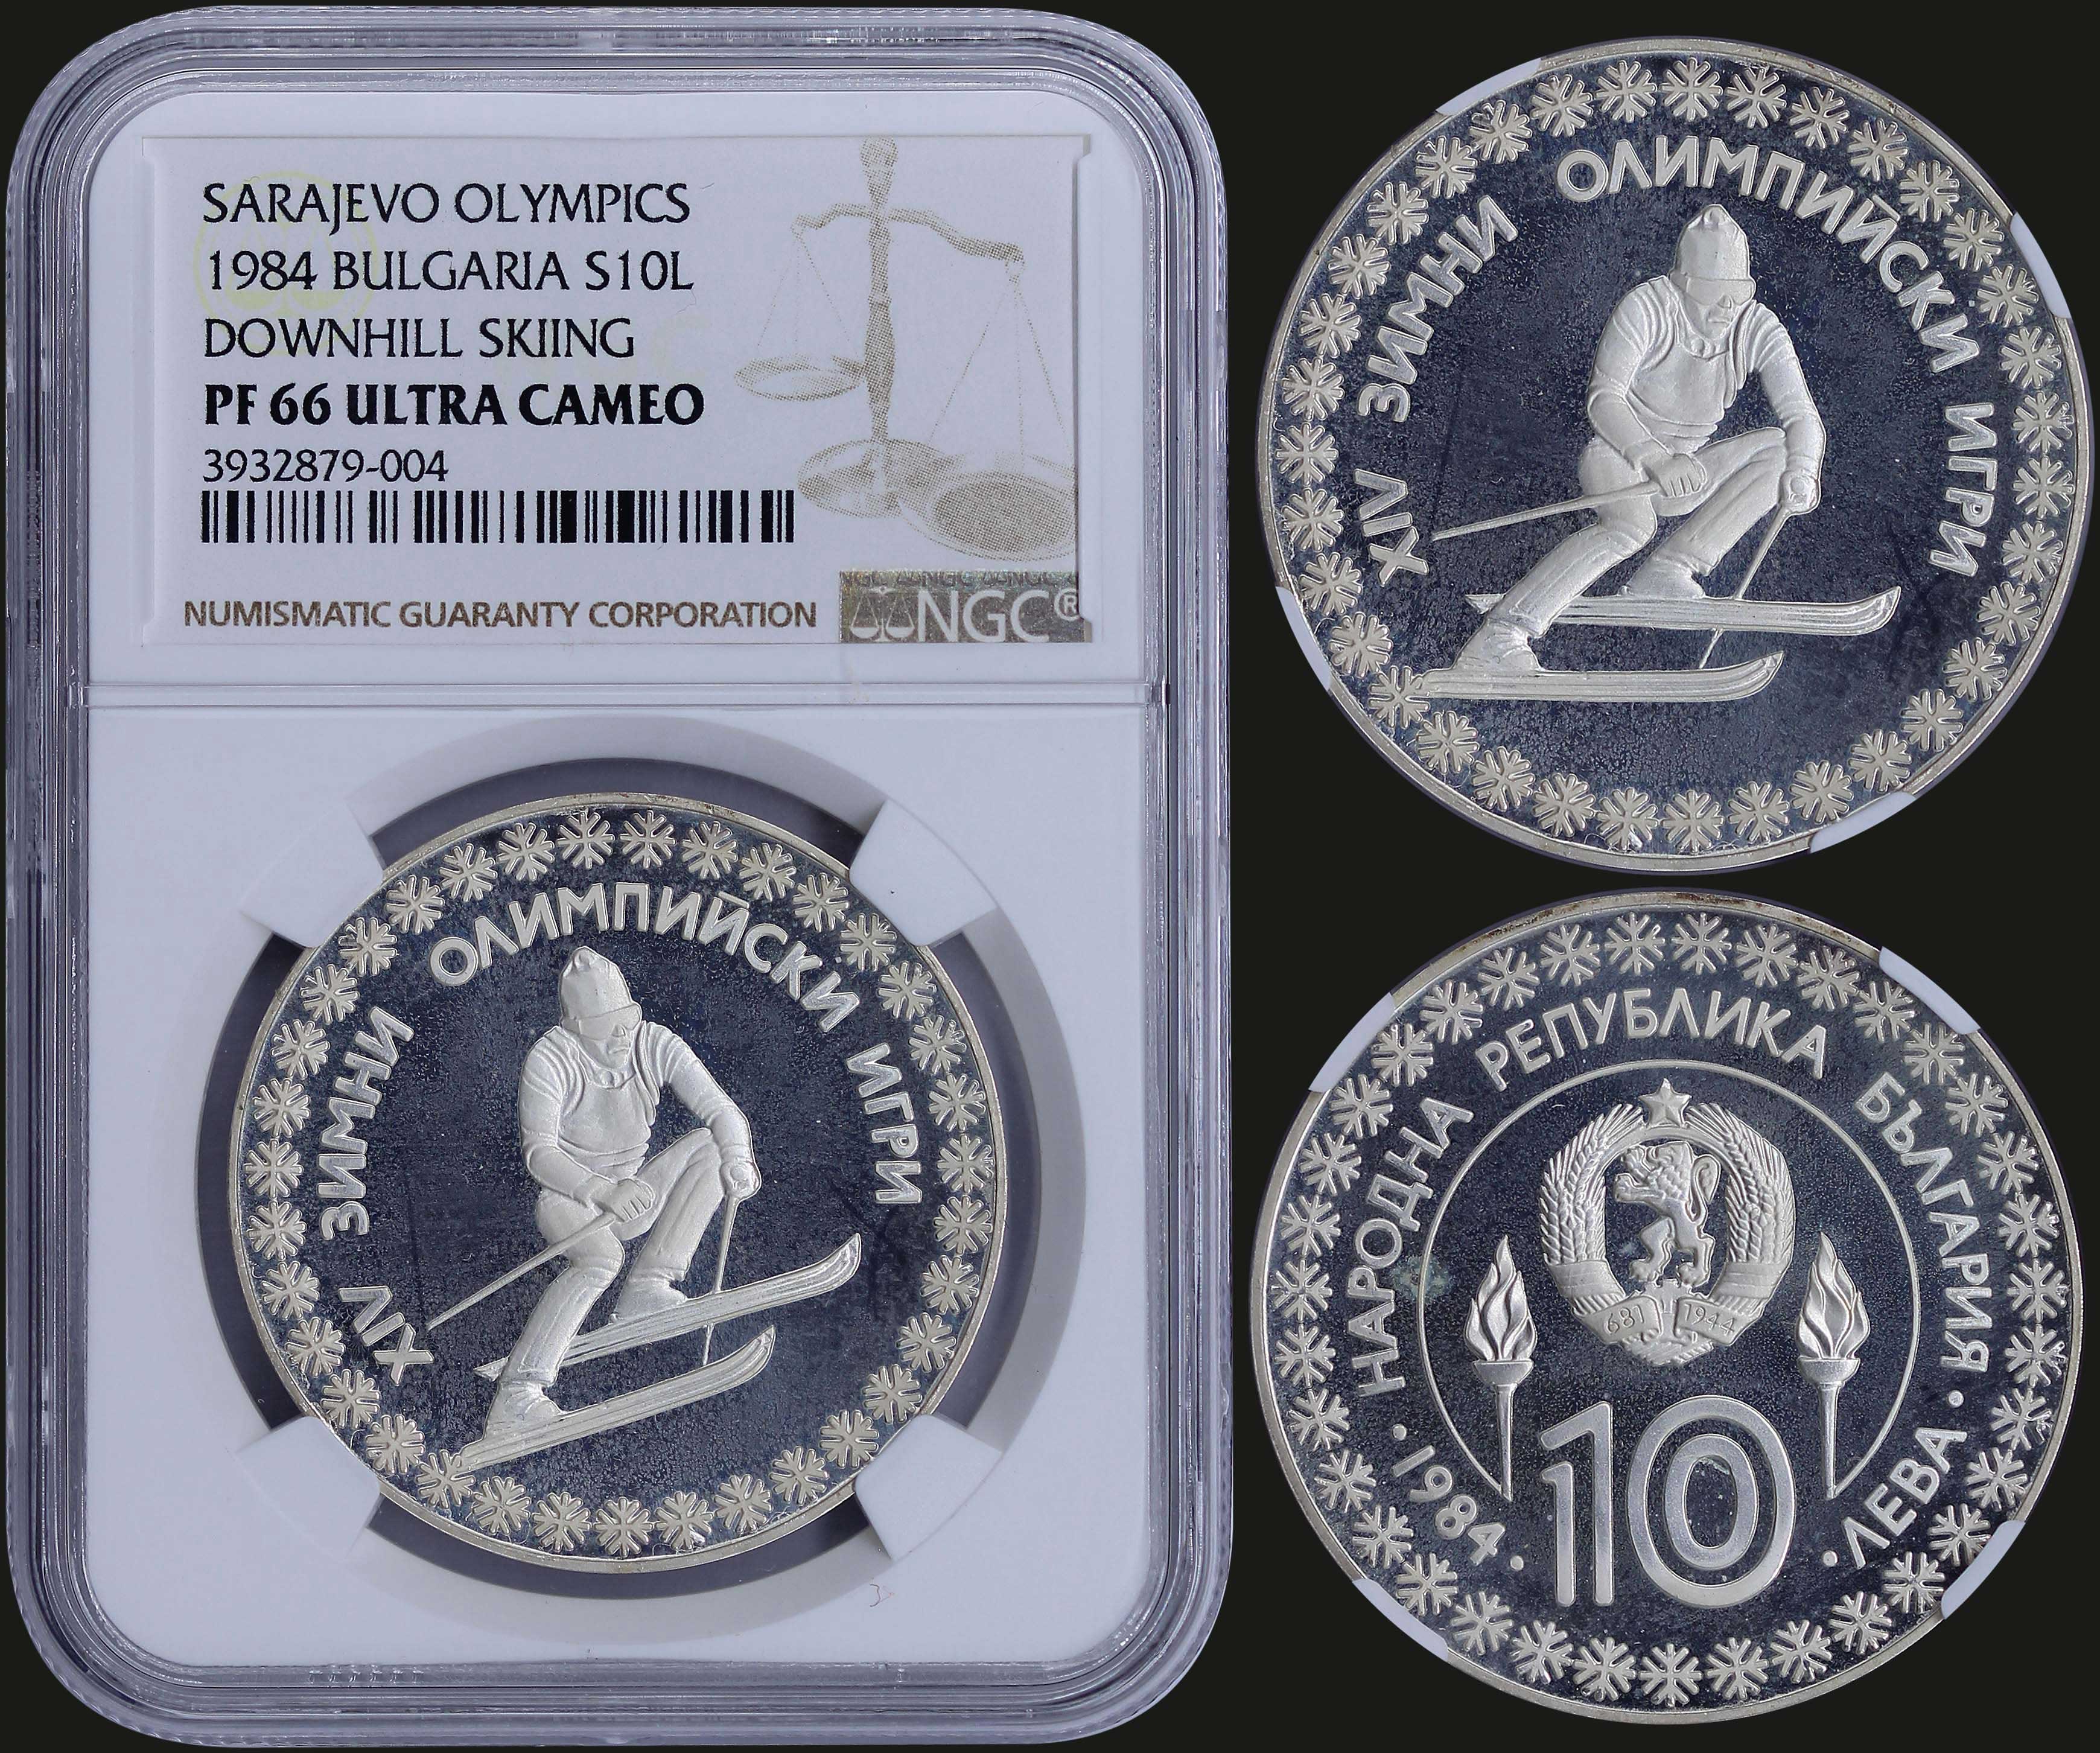 SARAJEVO OLYMPICS
1984 BULGARIA S10L
DOWNHILL SKIING
PF 66 ULTRA CAMEO
3932879-004
NUMISMATIC GUARANTY CORPORATION
NGC®
XIV ЗИМНИ ОЛИМПИЙСКИ ИГРИ
XIV ЗИМНИ ОЛИМПИЙСКИ ИГРИ
НАРОДНА РЕПУБЛИКА БЪЛГАРИЯ
681 1944
10
·1984· ·ЛЕВА·